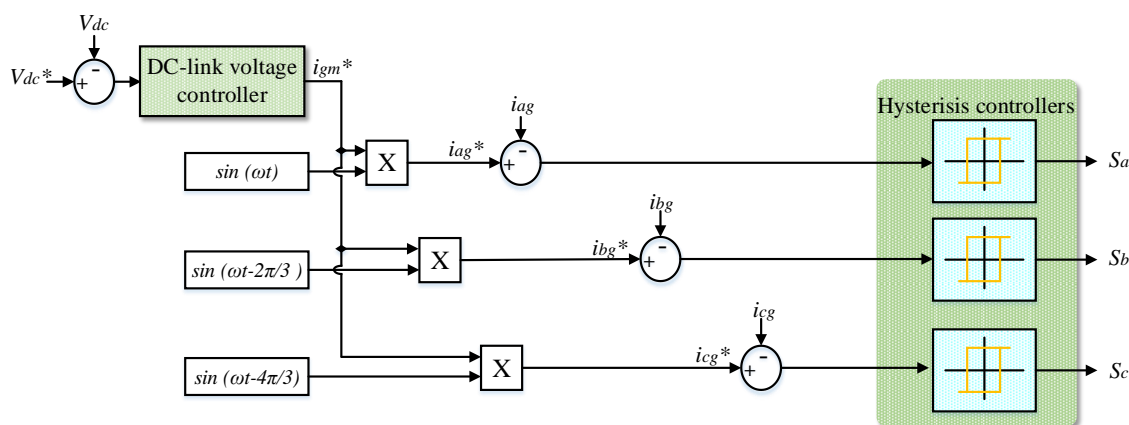 Vdc
Vdc*
-
+
DC-link voltage
controller
igm*
Hysterisis controllers
iag
sin (ωt)
X
iag*
-
+
Sa
ibg
sin (ωt-2π/3 )
X
ibg*
-
+
Sb
icg
sin (ωt-4π/3)
X
icg*
-
+
Sc